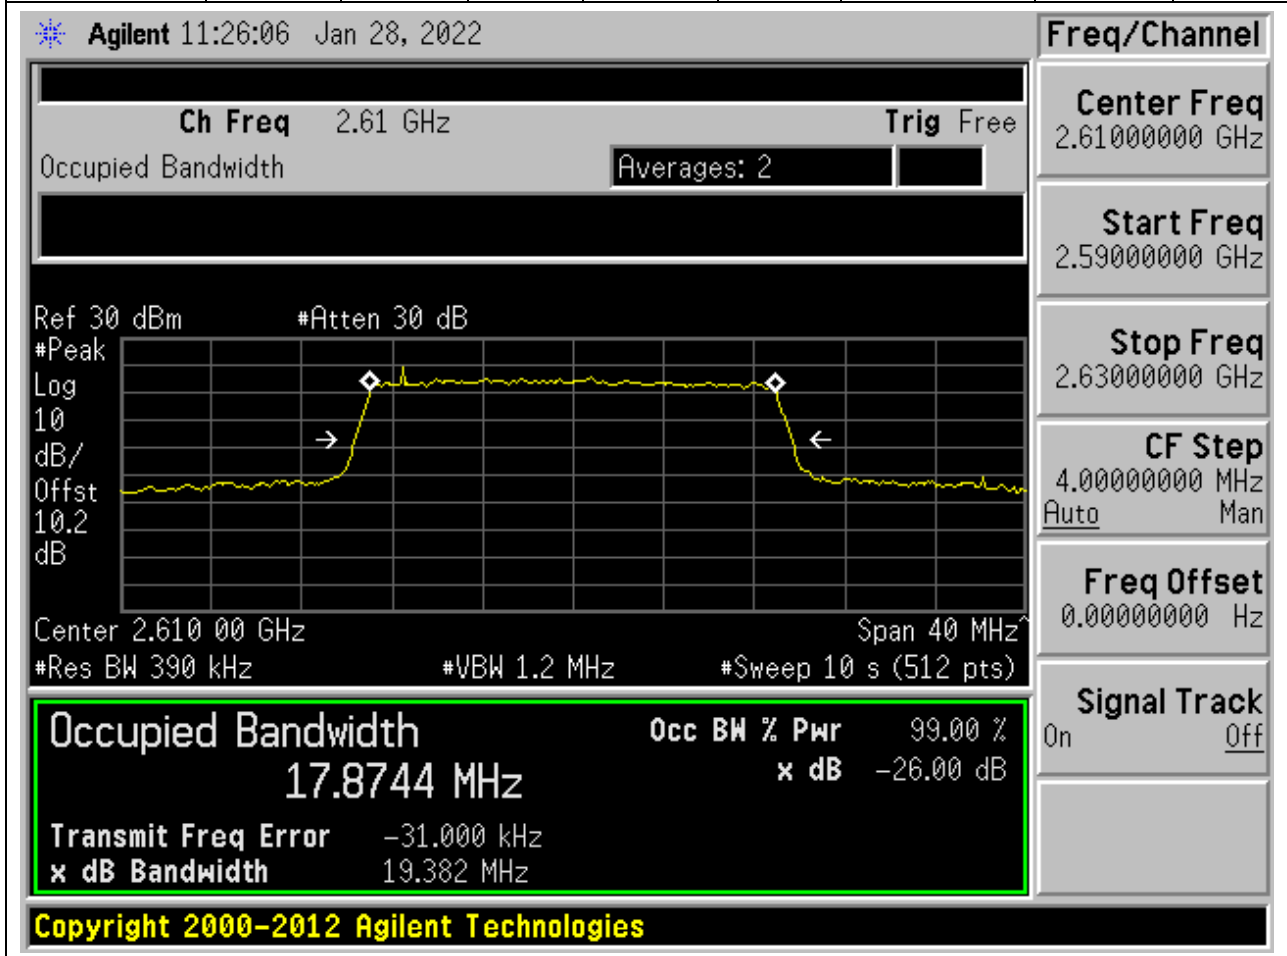 Agilent 11:26:06 Jan 28, 2022
Freq/Channel
Ch Freq 2.61 GHz Trig Free
Occupied Bandwidth Averages: 2
Center Freq
2.61000000 GHz
Start Freq
2.59000000 GHz
Stop Freq
2.63000000 GHz
CF Step
4.00000000 MHz
Auto Man
Freq Offset
0.00000000 Hz
Signal Track
On Off
Ref 30 dBm #Atten 30 dB
#Peak
Log
10
dB/
Offst
10.2
dB
Center 2.610 00 GHz Span 40 MHz^
#Res BW 390 kHz #VBW 1.2 MHz #Sweep 10 s (512 pts)
Occupied Bandwidth Occ BW % Pwr 99.00 %
17.8744 MHz x dB -26.00 dB
Transmit Freq Error -31.000 kHz
x dB Bandwidth 19.382 MHz
Copyright 2000-2012 Agilent Technologies